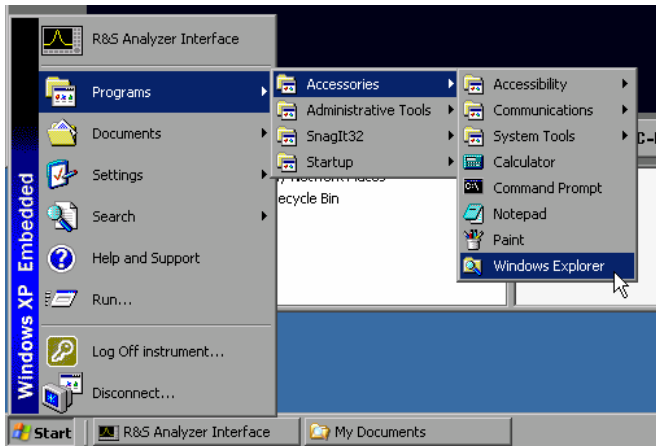 R&S Analyzer Interface
Programs
Documents
Settings
Search
Help and Support
Run...
Log Off instrument...
Disconnect...
Windows XP Embedded
Accessories
Administrative Tools
SnagIt32
Startup
Accessibility
Communications
System Tools
Calculator
Command Prompt
Notepad
Paint
Windows Explorer
ecycle Bin
Start
R&S Analyzer Interface
My Documents